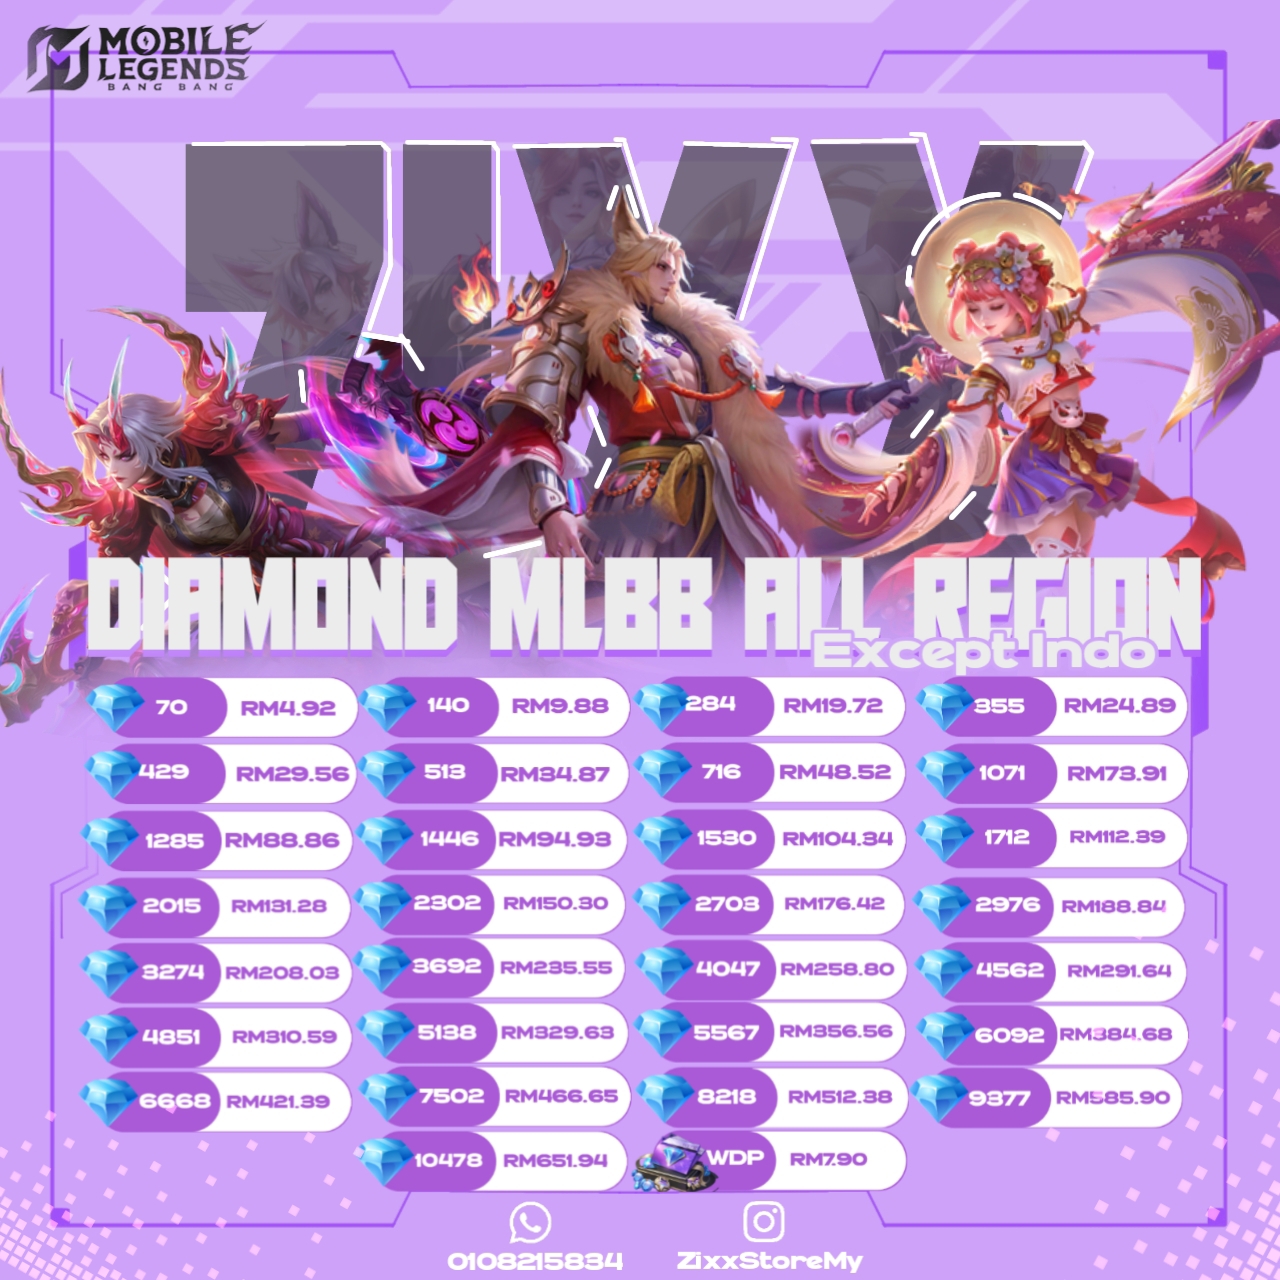 MOBILE
LEGENDS
BANG BANG
ZIXX
DIAMOND MLBB ALL REGION
Except Indo
70 RM4.92
140 RM9.88
284 RM19.72
355 RM24.89
429 RM29.56
513 RM34.87
716 RM48.52
1071 RM73.91
1285 RM88.86
1446 RM94.93
1530 RM104.34
1712 RM112.39
2015 RM131.28
2302 RM150.30
2703 RM176.42
2976 RM188.84
3274 RM208.03
3692 RM235.55
4047 RM258.80
4562 RM291.64
4851 RM310.59
5138 RM329.63
5567 RM356.56
6092 RM384.68
6668 RM421.39
7502 RM466.65
8218 RM512.38
9377 RM585.90
10478 RM651.94
WDP RM7.90
0108215834
ZixxStoreMy